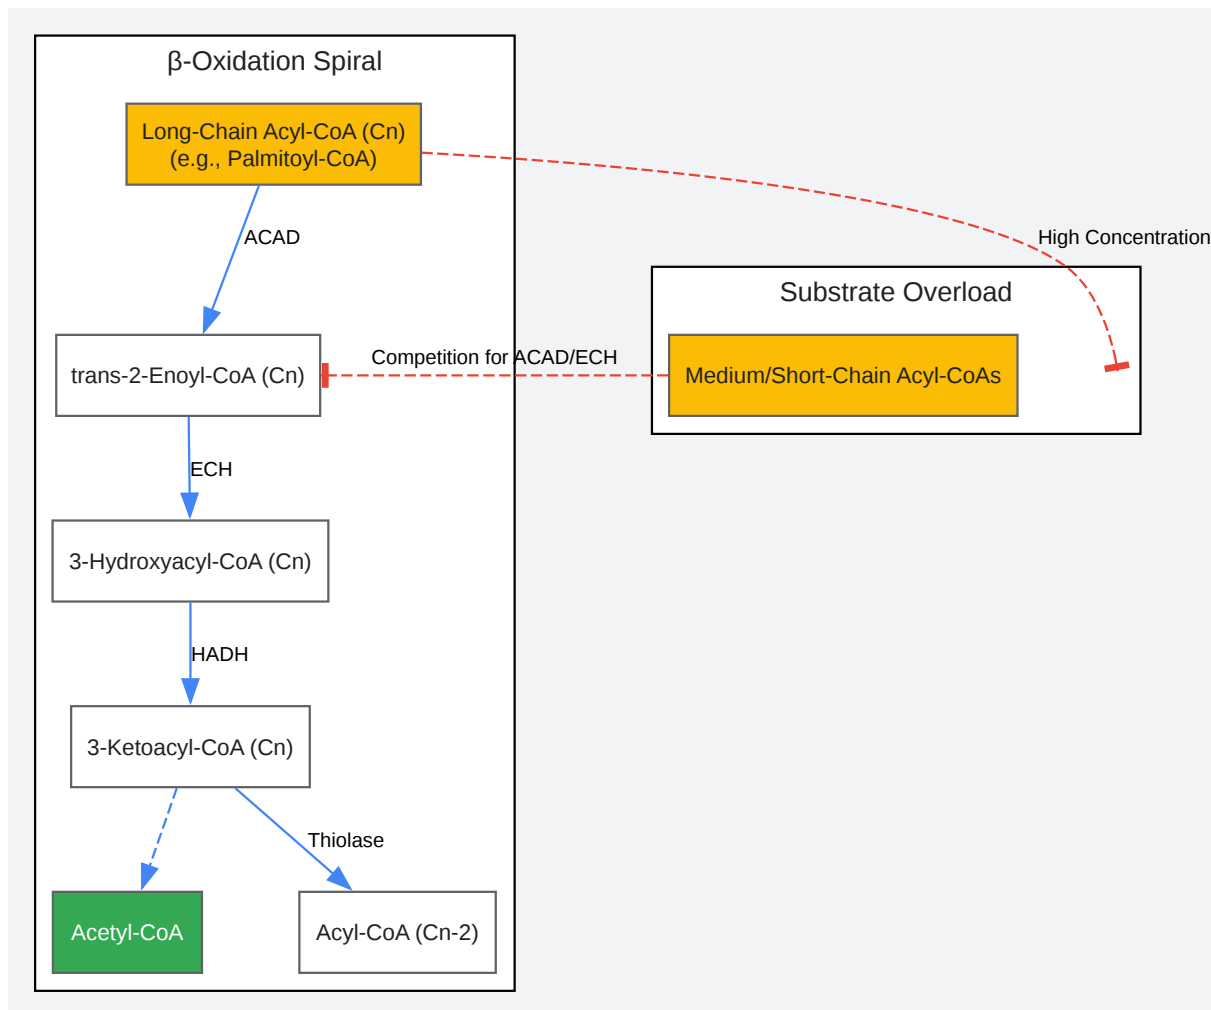 β-Oxidation Spiral
Long-Chain Acyl-CoA (Cn)
(e.g., Palmitoyl-CoA)
ACAD
High Concentration
Substrate Overload
Competition for ACAD/ECH
trans-2-Enoyl-CoA (Cn)
Medium/Short-Chain Acyl-CoAs
ECH
3-Hydroxyacyl-CoA (Cn)
HADH
3-Ketoacyl-CoA (Cn)
Thiolase
Acetyl-CoA
Acyl-CoA (Cn-2)